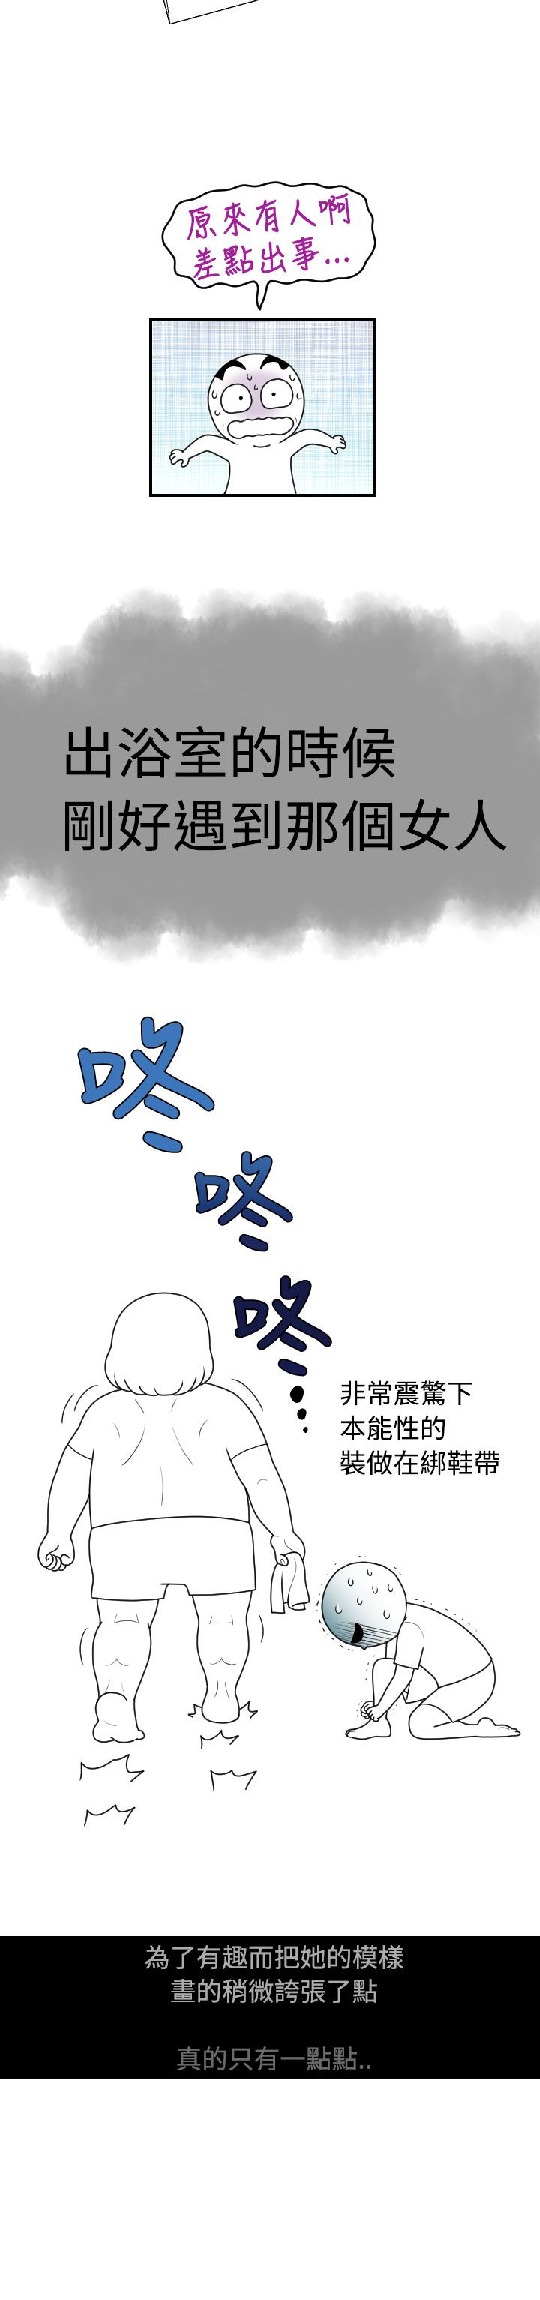 原來有人啊
差點出事...
出浴室的時候
剛好遇到那個女人
咚
咚
咚
非常震驚下
本能性的
裝做在綁鞋帶
為了有趣而把她的模樣
畫的稍微誇張了點
真的只有一點點..